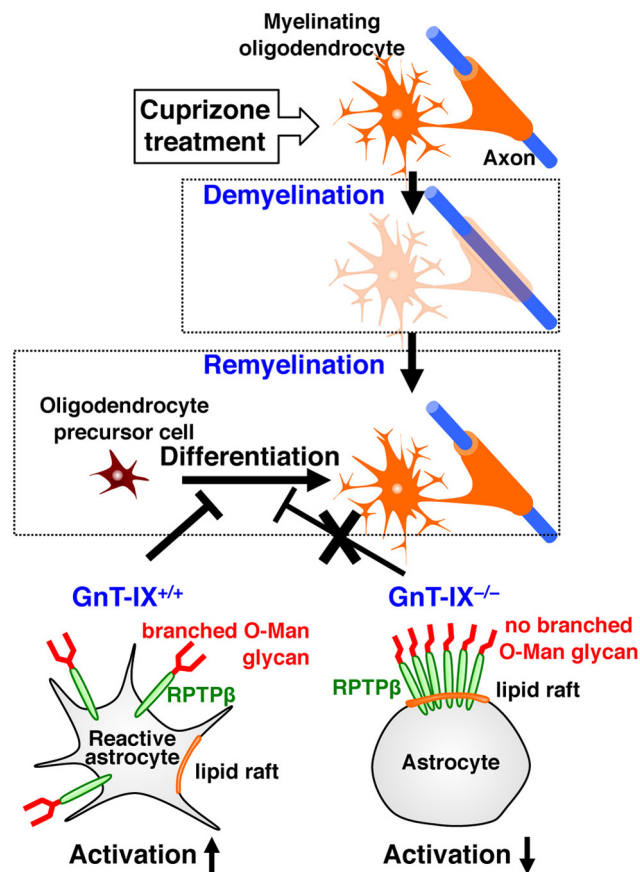 Myelinating
oligodendrocyte
Cuprizone
treatment
Axon
Demyelination
Remyelination
Oligodendrocyte
precursor cell
Differentiation
GnT-IX+/+
branched O-Man
glycan
RPTPβ
Reactive
astrocyte
lipid raft
Activation
GnT-IX–/–
no branched
O-Man glycan
RPTPβ
lipid raft
Astrocyte
Activation